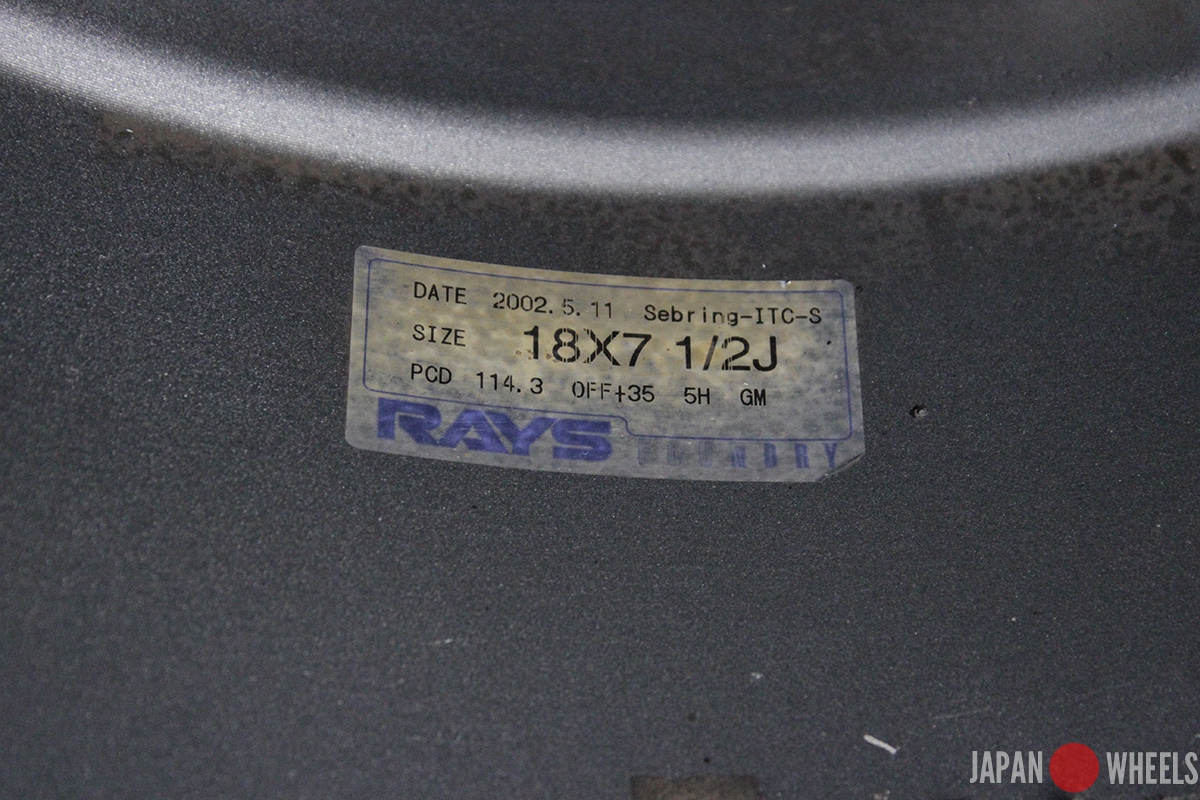 DATE 2002.5.11 Sebring-ITC-S
SIZE 18X7 1/2J
PCD 114.3 OFF+35 5H GM
RAYS FOUNDRY
JAPAN WHEELS